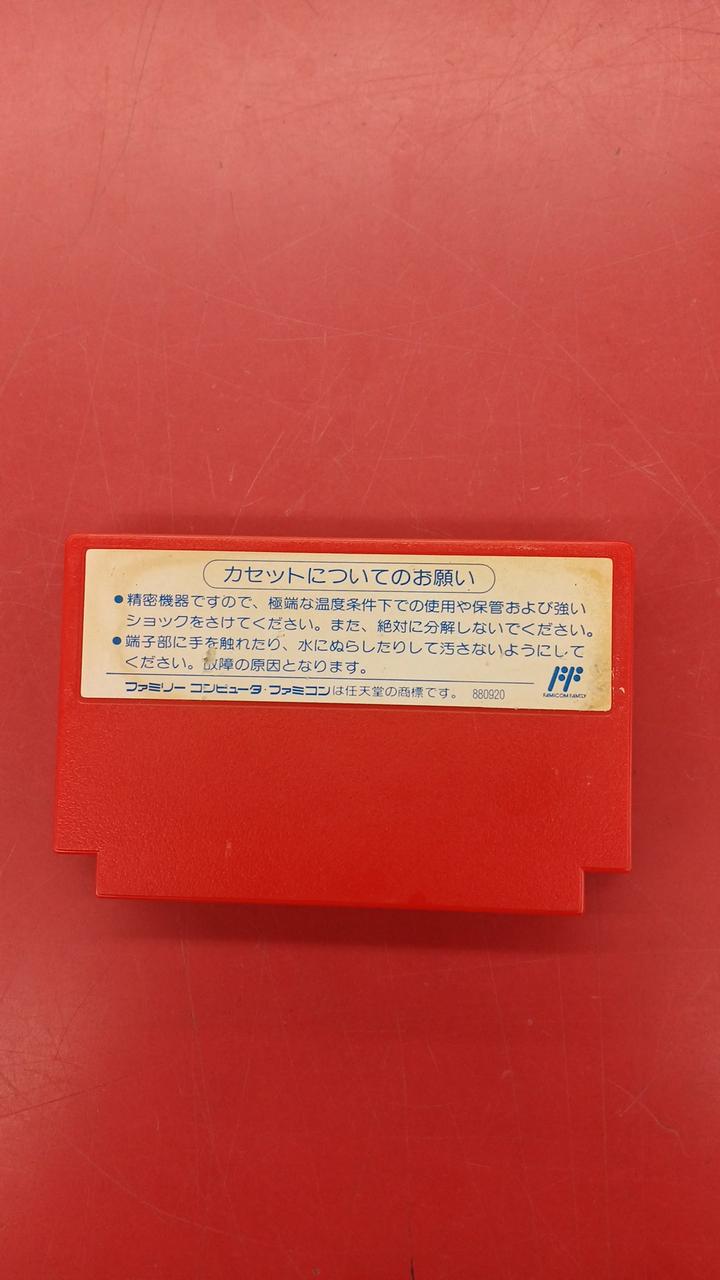 カセットについてのお願い
●精密機器ですので、極端な温度条件下での使用や保管および強い
ショックをさけてください。また、絶対に分解しないでください。
●端子部に手を触れたり、水にぬらしたりして汚さないようにして
ください。故障の原因となります。
ファミリーコンピュータ・ファミコンは任天堂の商標です。 880920
FAMICOM FAMILY